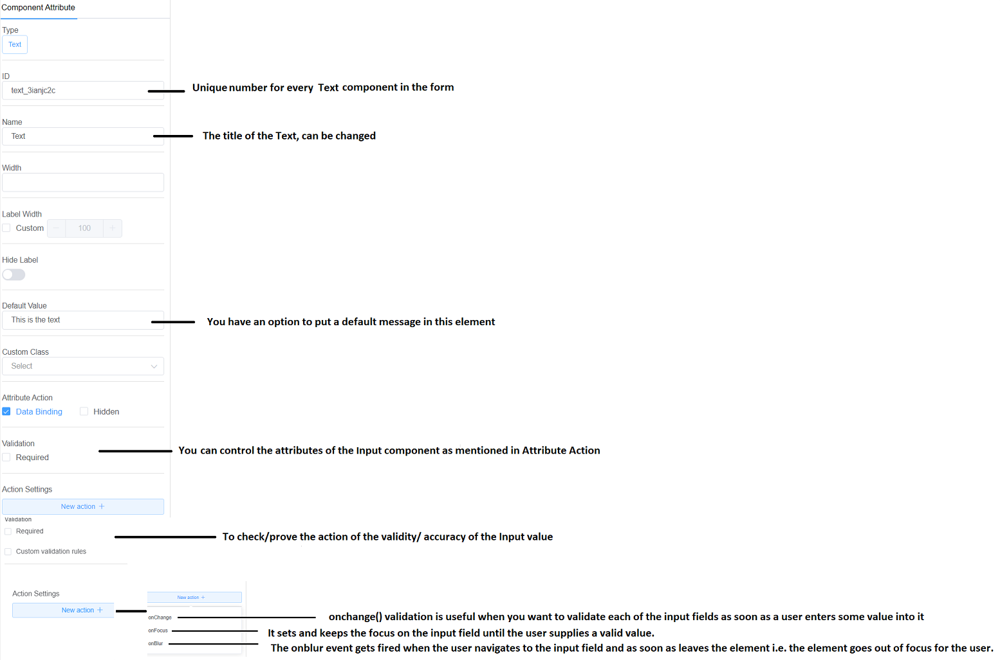 Component Attribute
Type
Text
ID
text_3ianjc2c
Unique number for every Text component in the form
Name
Text
The title of the Text, can be changed
Width
Label Width
Custom
100
Hide Label
Default Value
This is the text
You have an option to put a default message in this element
Custom Class
Select
Attribute Action
Data Binding Hidden
Validation
You can control the attributes of the Input component as mentioned in Attribute Action
Required
Action Settings
New action +
Validation
Required
To check/prove the action of the validity/ accuracy of the Input value
Custom validation rules
Action Settings
New action +
New action +
onChange
onchange() validation is useful when you want to validate each of the input fields as soon as a user enters some value into it
onFocus
It sets and keeps the focus on the input field until the user supplies a valid value.
onBlur
The onblur event gets fired when the user navigates to the input field and as soon as leaves the element i.e. the element goes out of focus for the user.